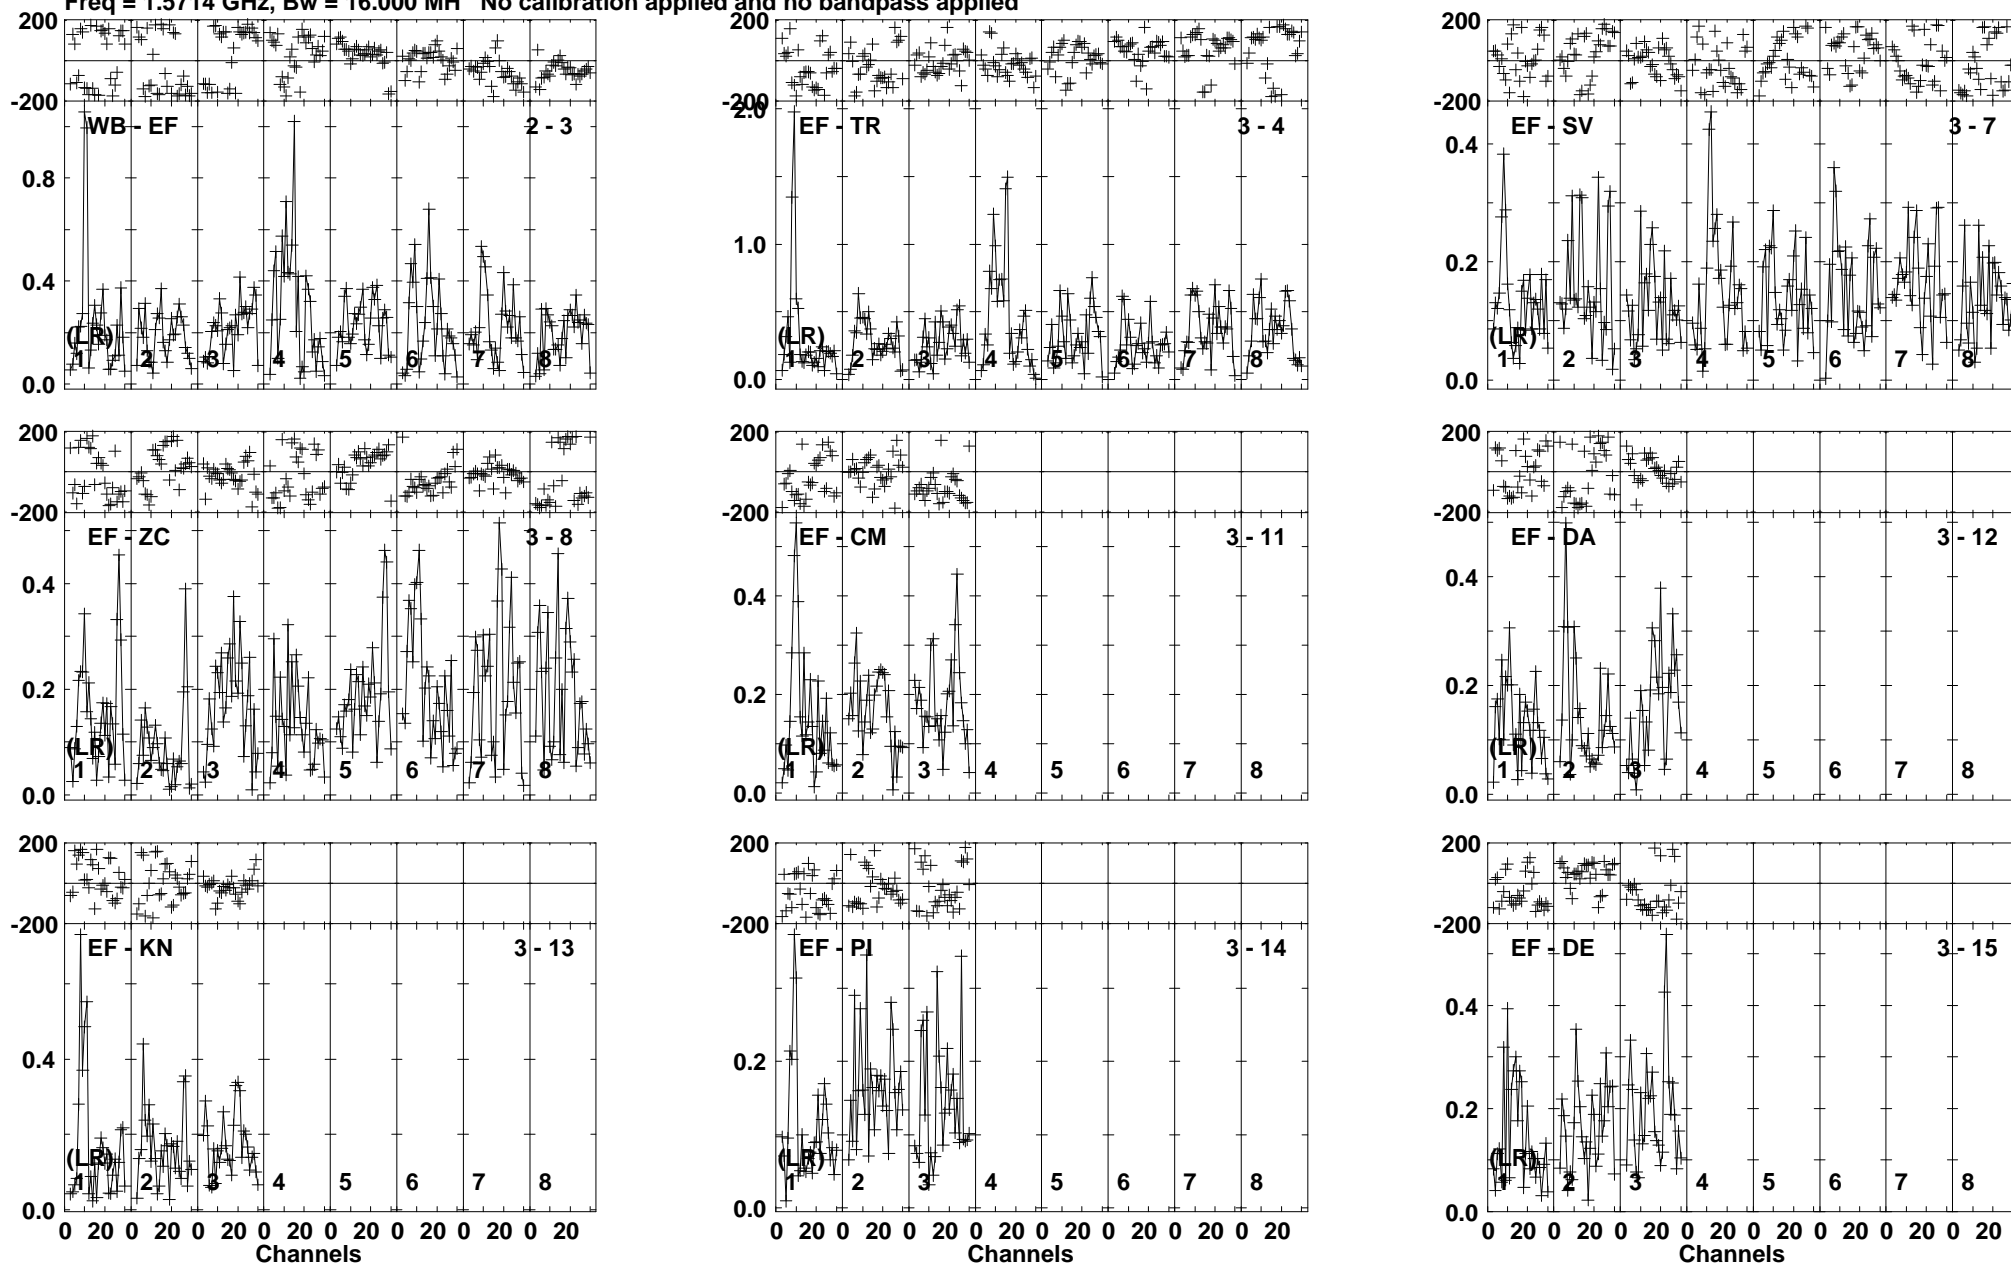 Freq = 1.5714 GHz, Bw = 16.000 MH No calibration applied and no bandpass applied
200
-200
WB - EF 2 - 3
0.8
0.4
0.0
(LR)
1 2 3 4 5 6 7 8
200
-200
2.0
EF - TR 3 - 4
1.0
0.0
(LR)
1 2 3 4 5 6 7 8
200
-200
EF - SV 3 - 7
0.4
0.2
0.0
(LR)
1 2 3 4 5 6 7 8
200
-200
EF - ZC 3 - 8
0.4
0.2
0.0
(LR)
1 2 3 4 5 6 7 8
200
-200
EF - CM 3 - 11
0.4
0.2
0.0
(LR)
1 2 3 4 5 6 7 8
200
-200
EF - DA 3 - 12
0.4
0.2
0.0
(LR)
1 2 3 4 5 6 7 8
200
-200
EF - KN 3 - 13
0.4
0.0
(LR)
1 2 3 4 5 6 7 8
0 20 0 20 0 20 0 20 0 20 0 20 0 20 0 20
Channels
200
-200
EF - PI 3 - 14
0.2
0.0
(LR)
1 2 3 4 5 6 7 8
0 20 0 20 0 20 0 20 0 20 0 20 0 20 0 20
Channels
200
-200
EF - DE 3 - 15
0.4
0.2
0.0
(LR)
1 2 3 4 5 6 7 8
0 20 0 20 0 20 0 20 0 20 0 20 0 20 0 20
Channels